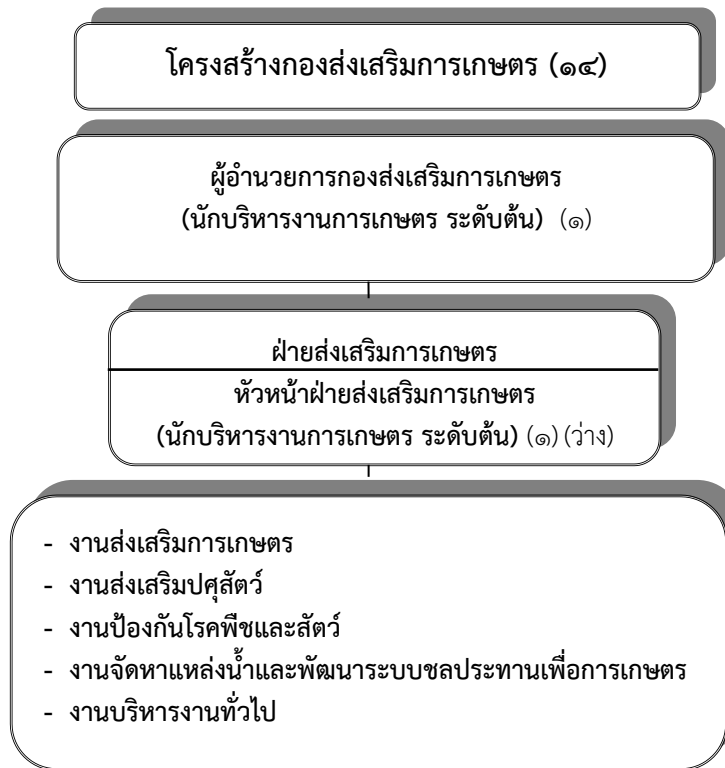 โครงสร้างกองส่งเสริมการเกษตร (๑๔)
ผู้อำนวยการกองส่งเสริมการเกษตร
(นักบริหารงานการเกษตร ระดับต้น) (๑)
ฝ่ายส่งเสริมการเกษตร
หัวหน้าฝ่ายส่งเสริมการเกษตร
(นักบริหารงานการเกษตร ระดับต้น) (๑) (ว่าง)
- งานส่งเสริมการเกษตร
- งานส่งเสริมปศุสัตว์
- งานป้องกันโรคพืชและสัตว์
- งานจัดหาแหล่งน้ำและพัฒนาระบบชลประทานเพื่อการเกษตร
- งานบริหารงานทั่วไป